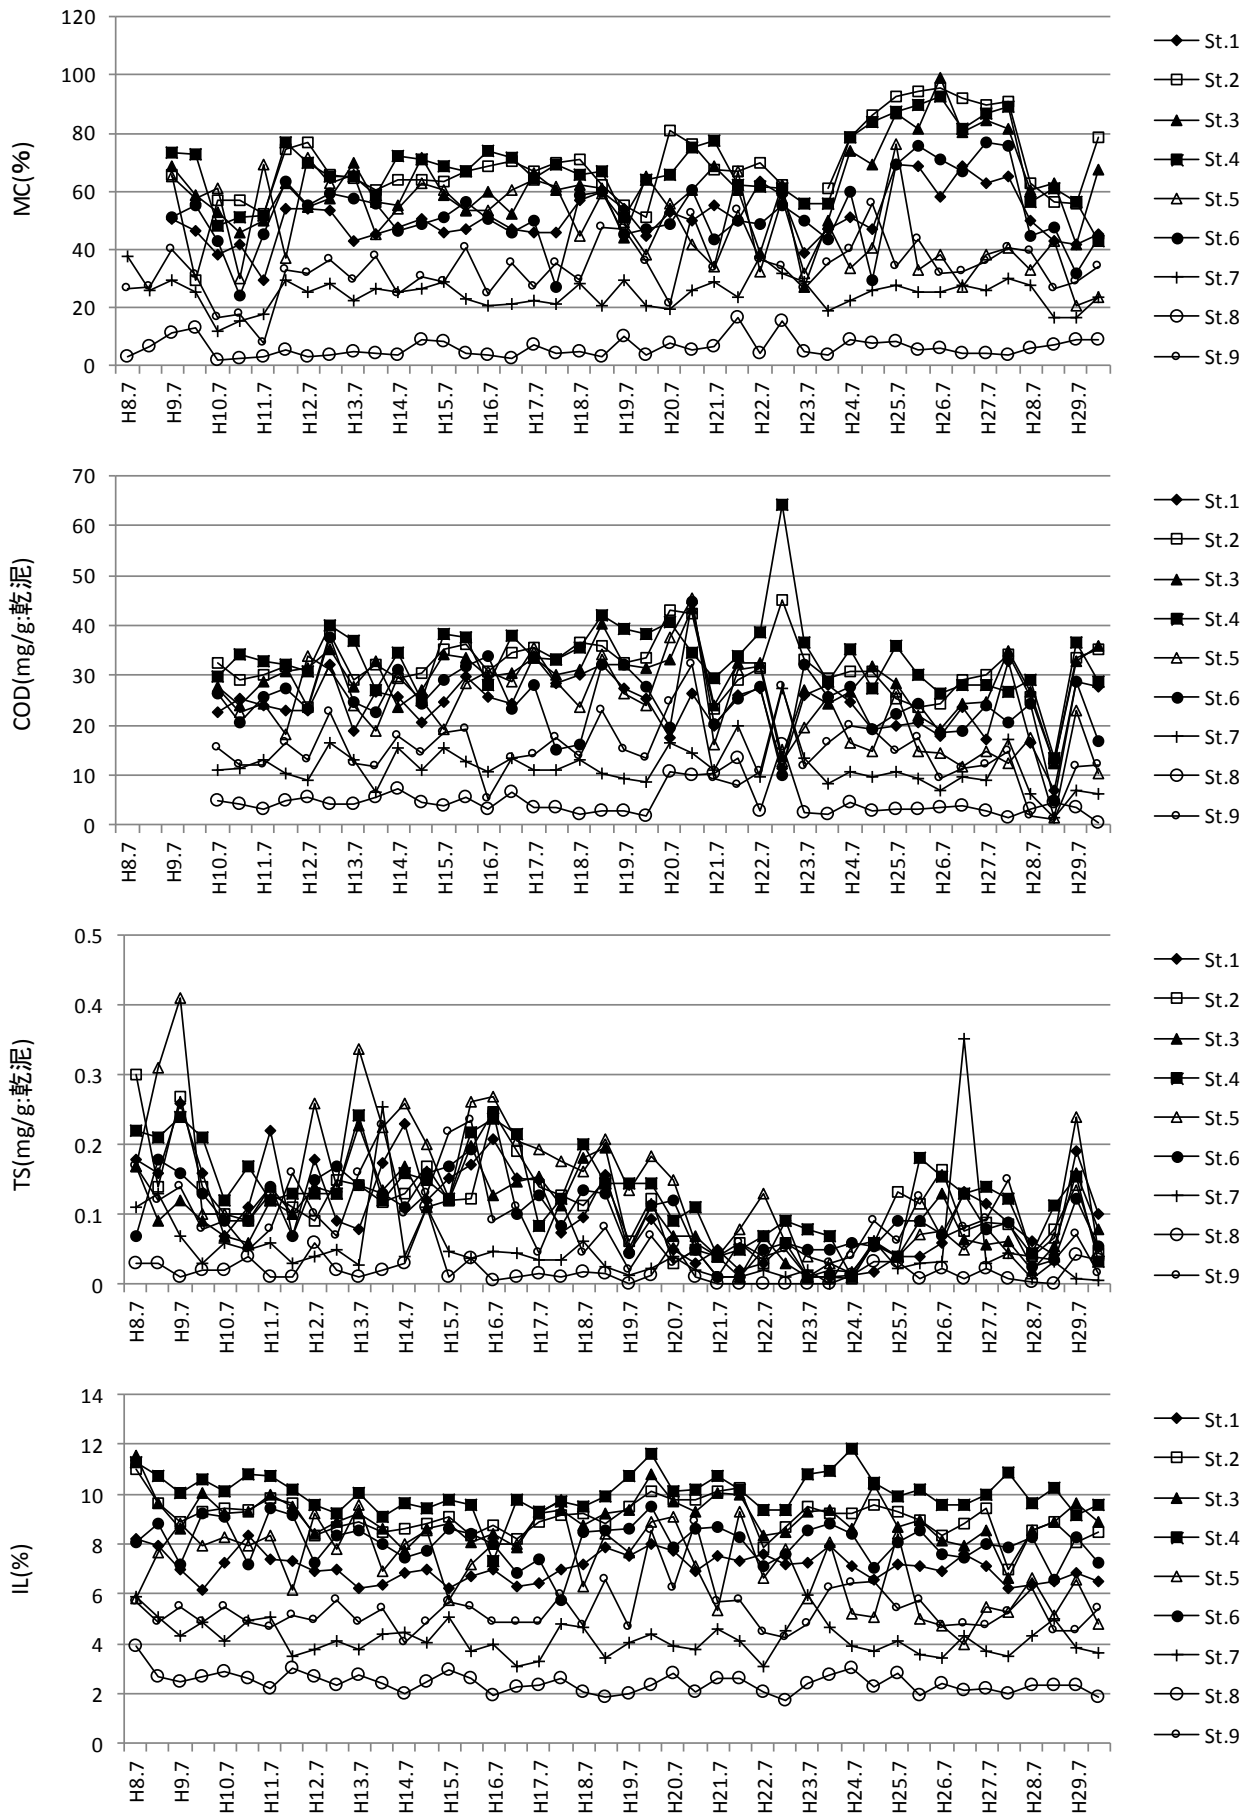 120
100
80
60
40
20
0
MC(%)
H8.7
H9.7
H10.7
H11.7
H12.7
H13.7
H14.7
H15.7
H16.7
H17.7
H18.7
H19.7
H20.7
H21.7
H22.7
H23.7
H24.7
H25.7
H26.7
H27.7
H28.7
H29.7
St.1
St.2
St.3
St.4
St.5
St.6
St.7
St.8
St.9
70
60
50
40
30
20
10
0
COD(mg/g:乾泥)
H8.7
H9.7
H10.7
H11.7
H12.7
H13.7
H14.7
H15.7
H16.7
H17.7
H18.7
H19.7
H20.7
H21.7
H22.7
H23.7
H24.7
H25.7
H26.7
H27.7
H28.7
H29.7
St.1
St.2
St.3
St.4
St.5
St.6
St.7
St.8
St.9
0.5
0.4
0.3
0.2
0.1
0
TS(mg/g:乾泥)
H8.7
H9.7
H10.7
H11.7
H12.7
H13.7
H14.7
H15.7
H16.7
H17.7
H18.7
H19.7
H20.7
H21.7
H22.7
H23.7
H24.7
H25.7
H26.7
H27.7
H28.7
H29.7
St.1
St.2
St.3
St.4
St.5
St.6
St.7
St.8
St.9
14
12
10
8
6
4
2
0
IL(%)
H8.7
H9.7
H10.7
H11.7
H12.7
H13.7
H14.7
H15.7
H16.7
H17.7
H18.7
H19.7
H20.7
H21.7
H22.7
H23.7
H24.7
H25.7
H26.7
H27.7
H28.7
H29.7
St.1
St.2
St.3
St.4
St.5
St.6
St.7
St.8
St.9